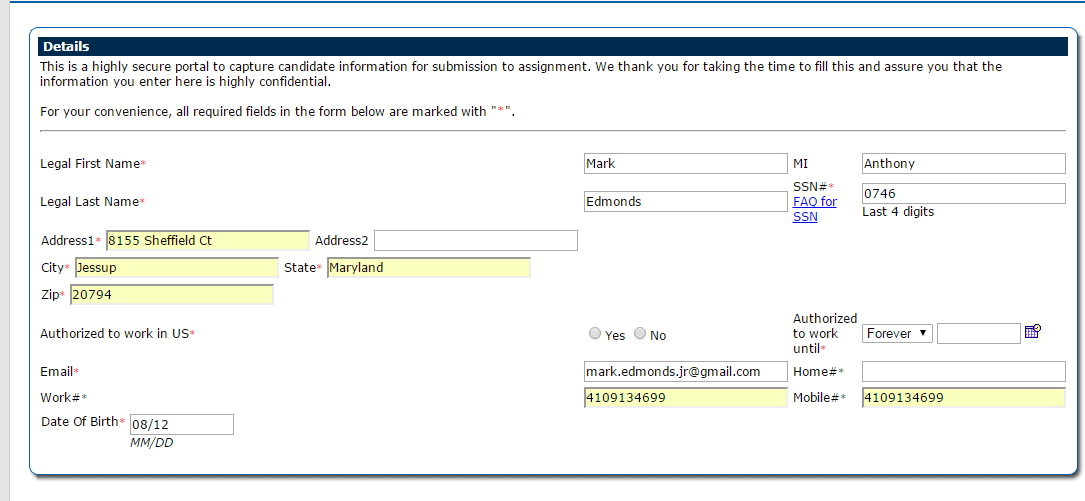 Details
This is a highly secure portal to capture candidate information for submission to assignment. We thank you for taking the time to fill this and assure you that the
information you enter here is highly confidential.
For your convenience, all required fields in the form below are marked with "*".
Legal First Name* Mark MI Anthony
Legal Last Name* Edmonds SSN#* FAQ for SSN 0746
Last 4 digits
Address1* 8155 Sheffield Ct Address2
City* Jessup State* Maryland
Zip* 20794
Authorized to work in US* Yes No Authorized to work until* Forever
Email* mark.edmonds.jr@gmail.com Home#*
Work#* 4109134699 Mobile#* 4109134699
Date Of Birth* 08/12
MM/DD